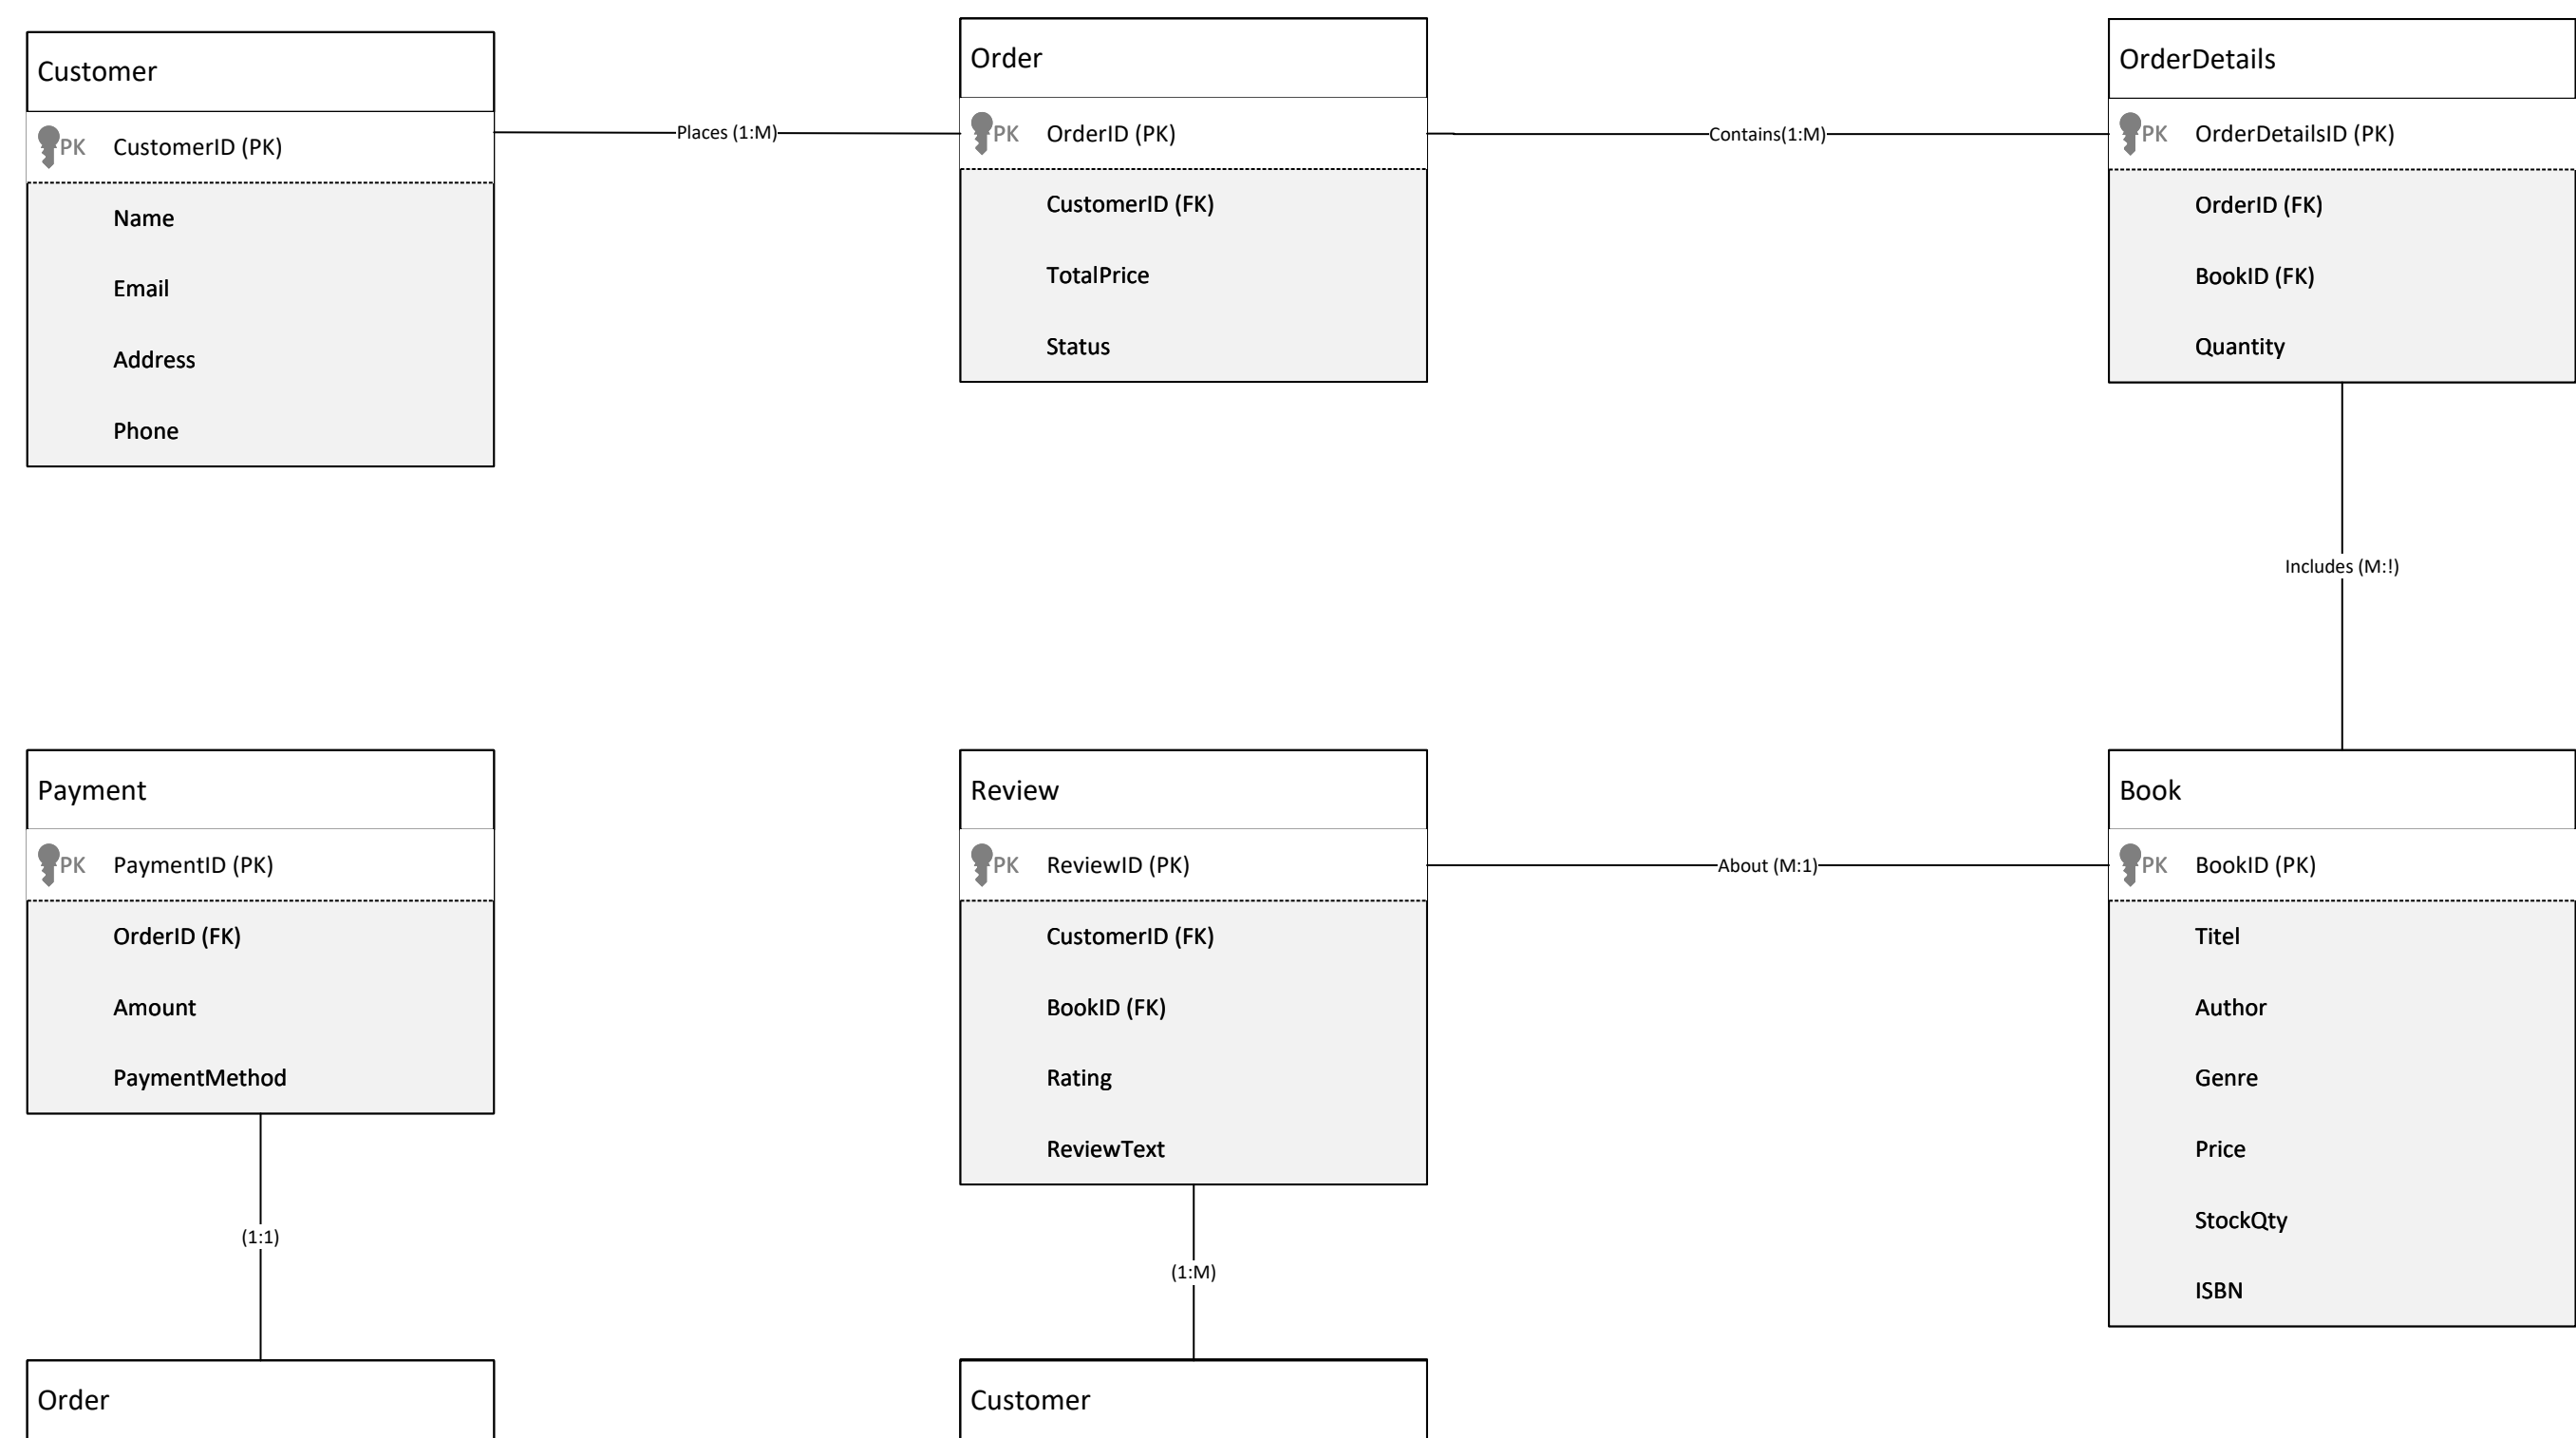 Customer
PK CustomerID (PK)
Name
Email
Address
Phone
Places (1:M)
Order
PK OrderID (PK)
CustomerID (FK)
TotalPrice
Status
Contains(1:M)
OrderDetails
PK OrderDetailsID (PK)
OrderID (FK)
BookID (FK)
Quantity
Includes (M:!)
Payment
PK PaymentID (PK)
OrderID (FK)
Amount
PaymentMethod
(1:1)
Order
Review
PK ReviewID (PK)
CustomerID (FK)
BookID (FK)
Rating
ReviewText
(1:M)
Customer
About (M:1)
Book
PK BookID (PK)
Titel
Author
Genre
Price
StockQty
ISBN